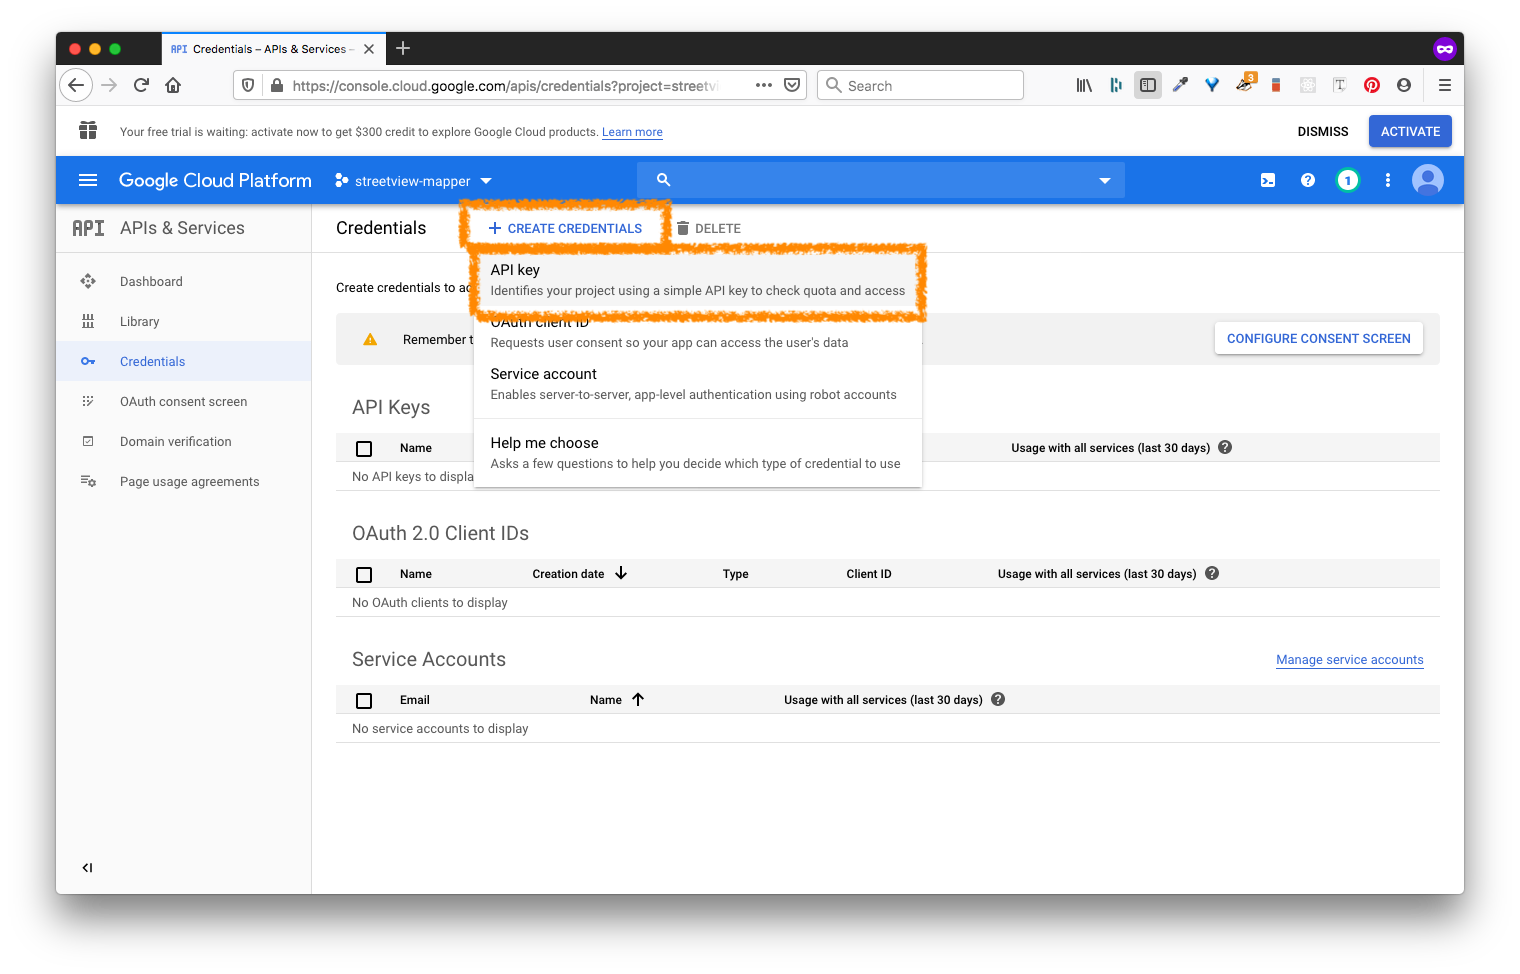 API Credentials – APIs & Services –
https://console.cloud.google.com/apis/credentials?project=streetvi
Search
3
Your free trial is waiting: activate now to get $300 credit to explore Google Cloud products. Learn more
DISMISS
ACTIVATE
Google Cloud Platform
streetview-mapper
1
API APIs & Services
Credentials
+ CREATE CREDENTIALS
DELETE
Dashboard
Library
Credentials
OAuth consent screen
Domain verification
Page usage agreements
Create credentials to ac
API key
Identifies your project using a simple API key to check quota and access
OAuth client ID
Requests user consent so your app can access the user's data
Service account
Enables server-to-server, app-level authentication using robot accounts
Help me choose
Asks a few questions to help you decide which type of credential to use
Remember t
CONFIGURE CONSENT SCREEN
API Keys
Name
Usage with all services (last 30 days)
No API keys to displa
OAuth 2.0 Client IDs
Name
Creation date
Type
Client ID
Usage with all services (last 30 days)
No OAuth clients to display
Service Accounts
Manage service accounts
Email
Name
Usage with all services (last 30 days)
No service accounts to display